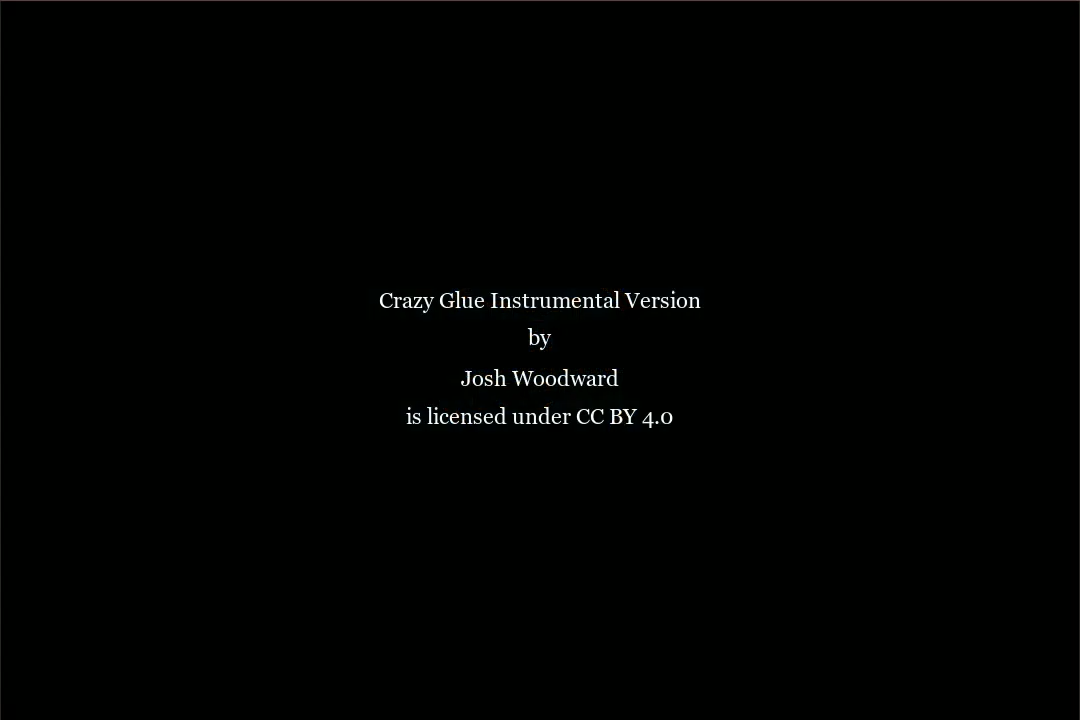 Crazy Glue Instrumental Version
by
Josh Woodward
is licensed under CC BY 4.0